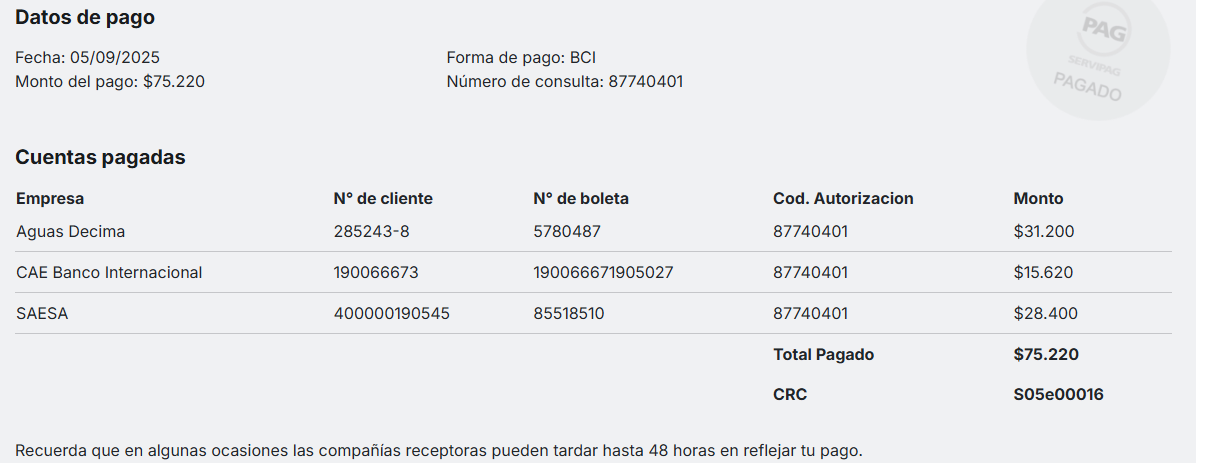 Datos de pago
Fecha: 05/09/2025 Forma de pago: BCI
Monto del pago: $75.220 Número de consulta: 87740401
PAG
SERVIPAG
PAGADO
Cuentas pagadas
Empresa N° de cliente N° de boleta Cod. Autorizacion Monto
Aguas Decima 285243-8 5780487 87740401 $31.200
CAE Banco Internacional 190066673 190066671905027 87740401 $15.620
SAESA 400000190545 85518510 87740401 $28.400
Total Pagado $75.220
CRC S05e00016
Recuerda que en algunas ocasiones las compañías receptoras pueden tardar hasta 48 horas en reflejar tu pago.